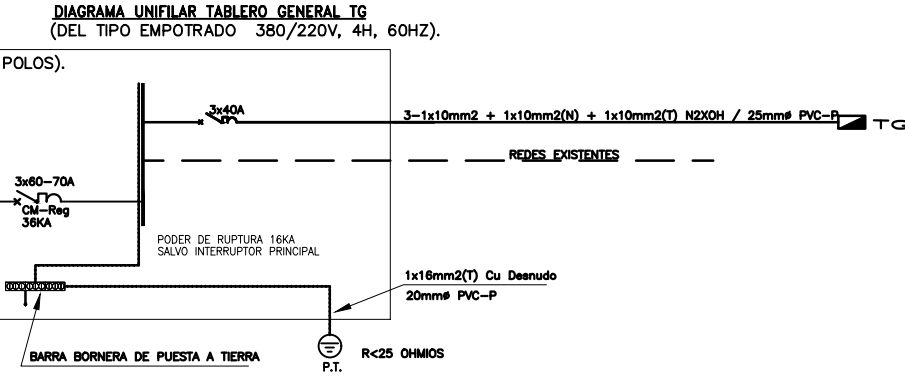 DIAGRAMA UNIFILAR TABLERO GENERAL TG
(DEL TIPO EMPOTRADO 380/220V, 4H, 60HZ).
POLOS).
3x40A
3-1x10mm2 + 1x10mm2(N) + 1x10mm2(T) N2XOH / 25mmø PVC-P
TG
REDES EXISTENTES
3x60-70A
CM-Reg
36KA
PODER DE RUPTURA 16KA
SALVO INTERRUPTOR PRINCIPAL
1x16mm2(T) Cu Desnudo
20mmø PVC-P
BARRA BORNERA DE PUESTA A TIERRA
R<25 OHMIOS
P.T.